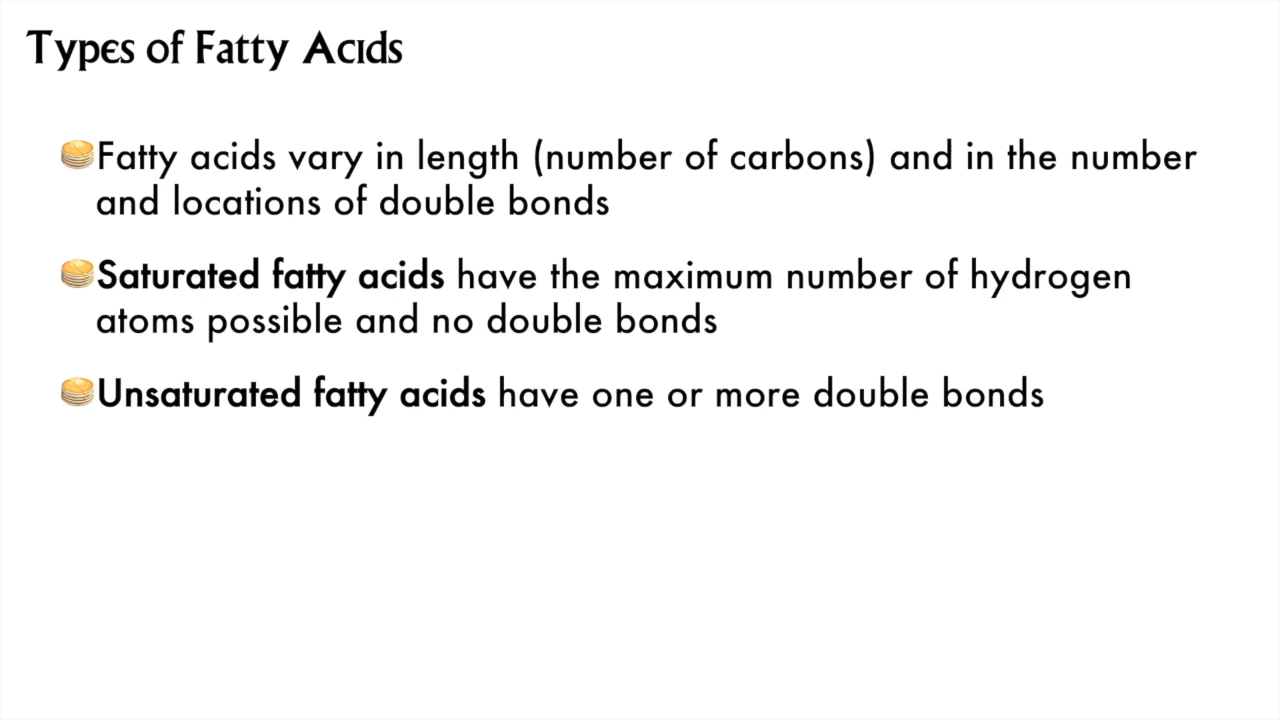 Types of Fatty Acids
Fatty acids vary in length (number of carbons) and in the number
and locations of double bonds
Saturated fatty acids have the maximum number of hydrogen
atoms possible and no double bonds
Unsaturated fatty acids have one or more double bonds